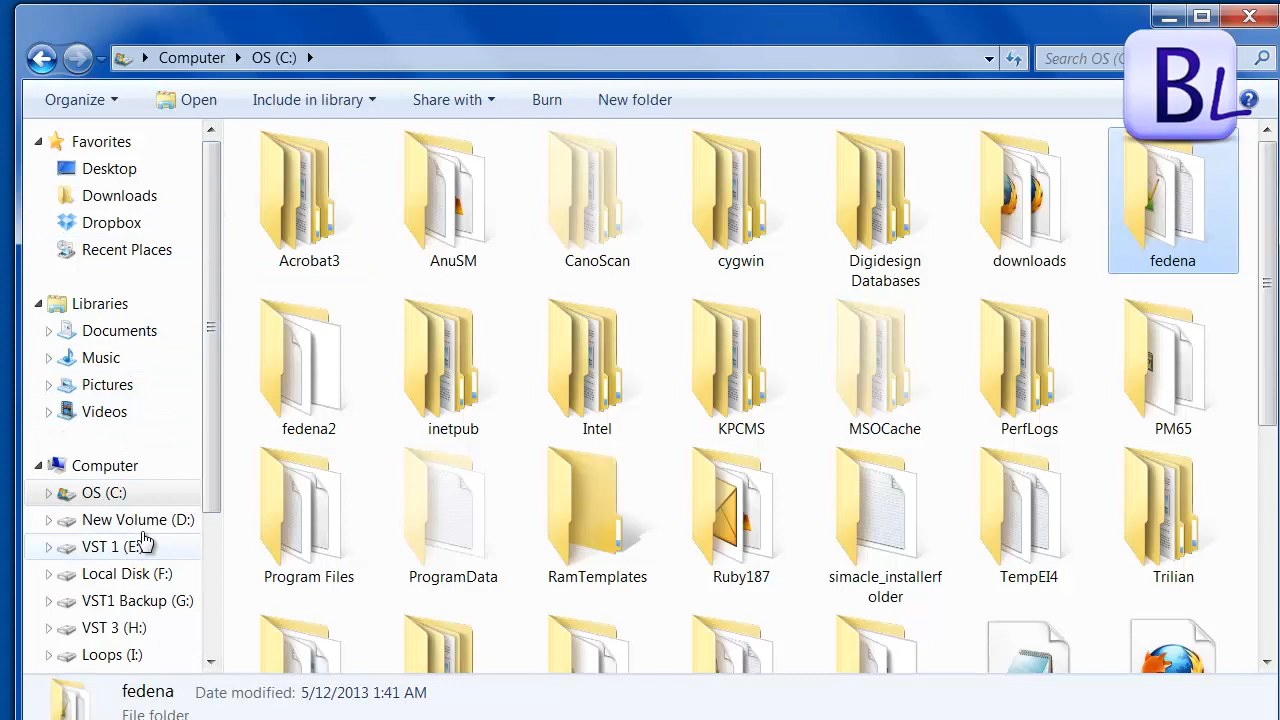 Computer OS (C:)
Search OS (
BL
Organize Open Include in library Share with Burn New folder
Favorites
Desktop
Downloads
Dropbox
Recent Places
Libraries
Documents
Music
Pictures
Videos
Computer
OS (C:)
New Volume (D:)
VST 1 (E:)
Local Disk (F:)
VST1 Backup (G:)
VST 3 (H:)
Loops (I:)
Acrobat3 AnuSM CanoScan cygwin Digidesign Databases downloads fedena
fedena2 inetpub Intel KPCMS MSOCache PerfLogs PM65
Program Files ProgramData RamTemplates Ruby187 simacle_installerf older TempEI4 Trilian
fedena Date modified: 5/12/2013 1:41 AM
File folder